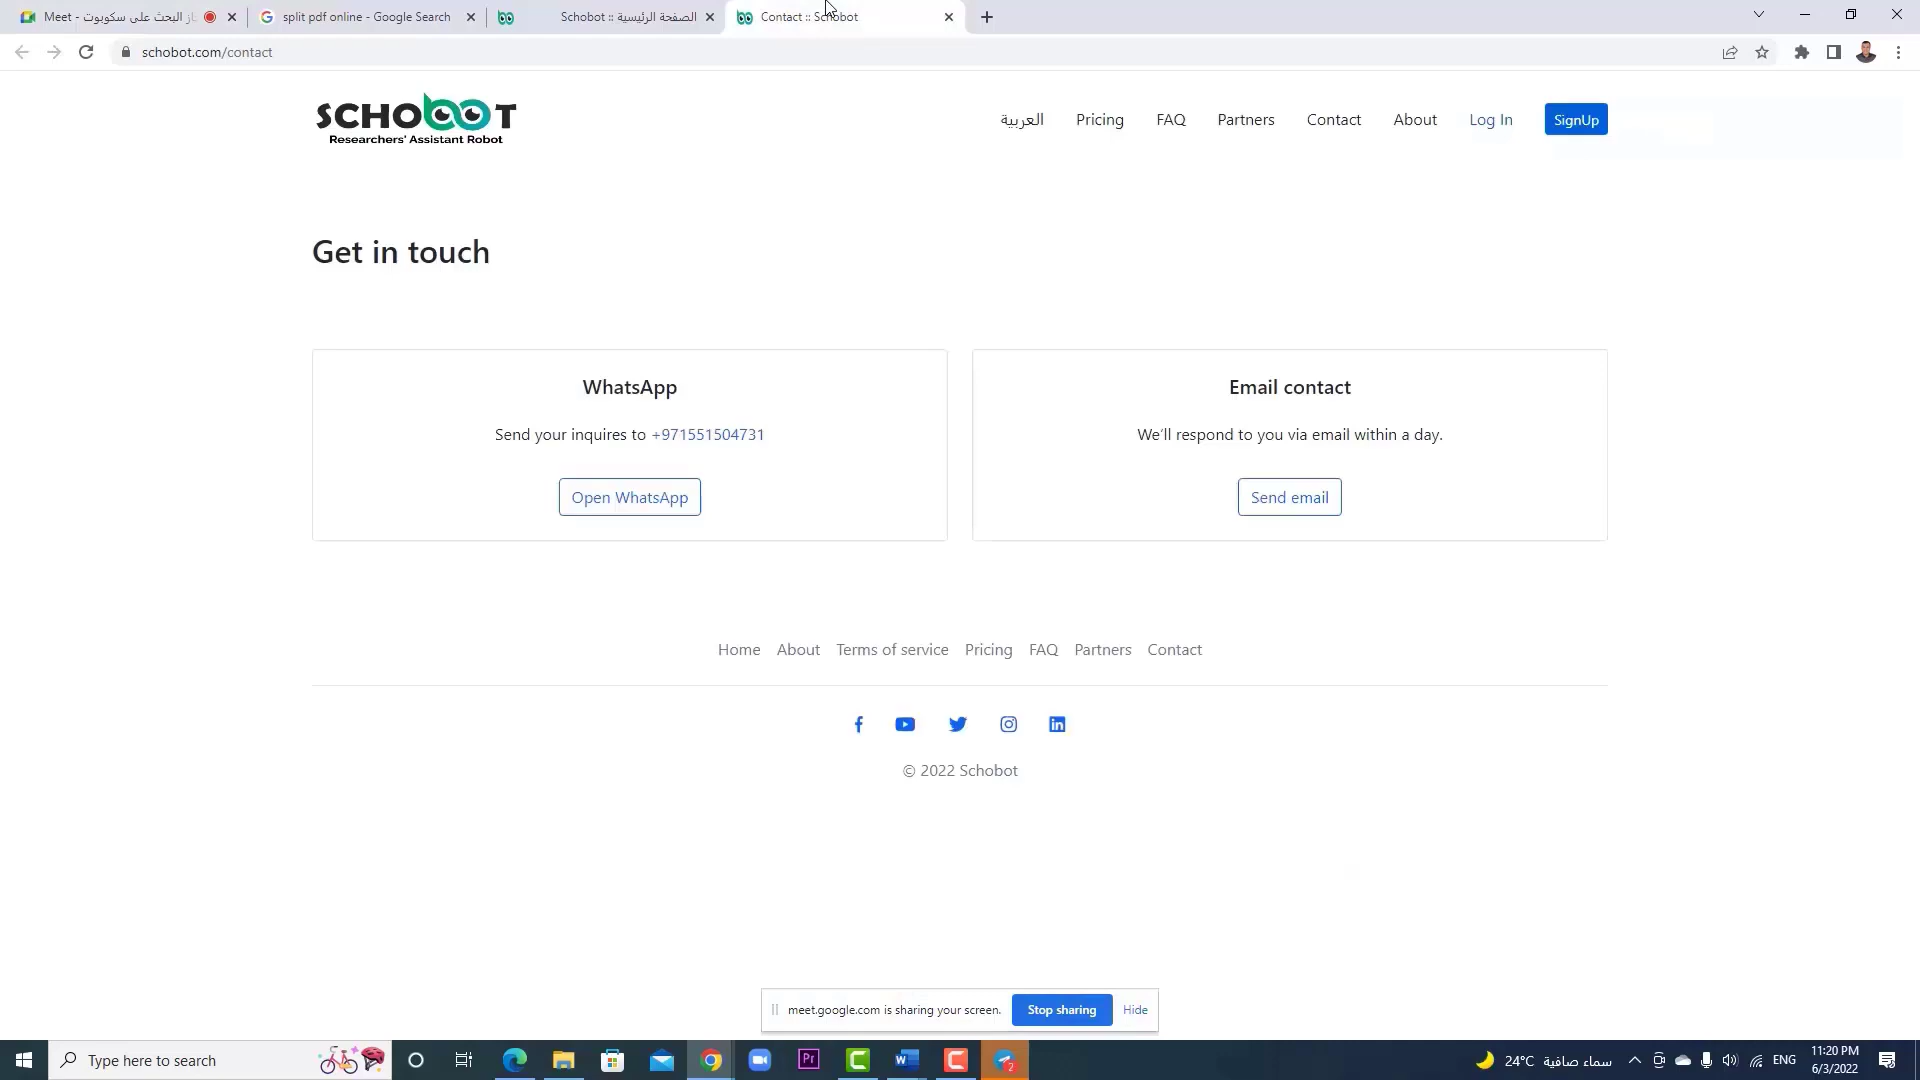 Meet - از البحث على سكوبوت
split pdf online - Google Search
Schobot :: الصفحة الرئيسية
Contact :: Schobot
schobot.com/contact
SCHOBOT
Researchers' Assistant Robot
العربية
Pricing
FAQ
Partners
Contact
About
Log In
SignUp
Get in touch
WhatsApp
Send your inquires to +971551504731
Open WhatsApp
Email contact
We'll respond to you via email within a day.
Send email
Home About Terms of service Pricing FAQ Partners Contact
© 2022 Schobot
meet.google.com is sharing your screen.
Stop sharing
Hide
Type here to search
Pr
2
24°C سماء صافية
ENG
11:20 PM
6/3/2022